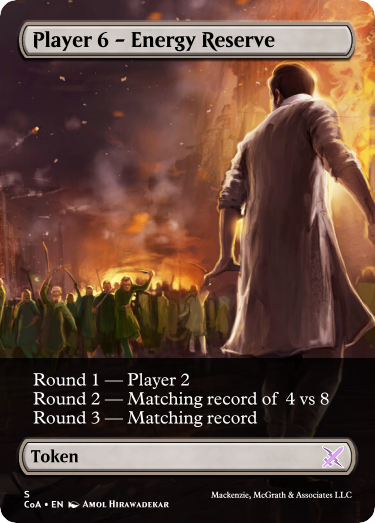 Player 6 – Energy Reserve
Round 1 — Player 2
Round 2 — Matching record of  4 vs 8
Round 3 — Matching record
Token
S
CoA • EN Amol Hirawadekar
Mackenzie, McGrath & Associates LLC